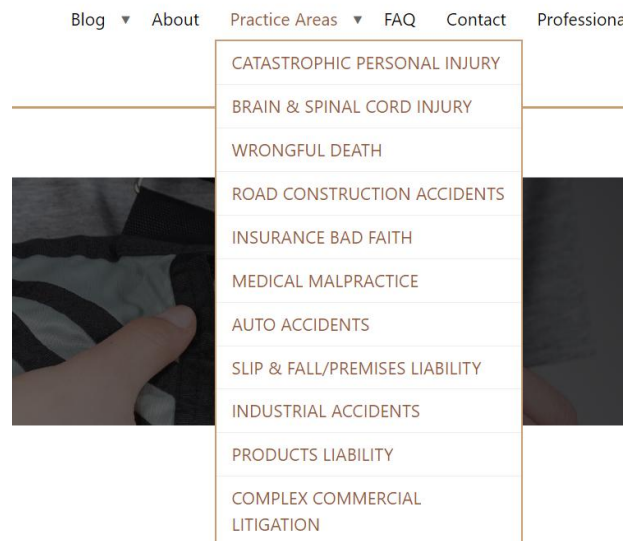 Blog ▼ About Practice Areas ▼ FAQ Contact
CATASTROPHIC PERSONAL INJURY
BRAIN & SPINAL CORD INJURY
WRONGFUL DEATH
ROAD CONSTRUCTION ACCIDENTS
INSURANCE BAD FAITH
MEDICAL MALPRACTICE
AUTO ACCIDENTS
SLIP & FALL/PREMISES LIABILITY
INDUSTRIAL ACCIDENTS
PRODUCTS LIABILITY
COMPLEX COMMERCIAL
LITIGATION